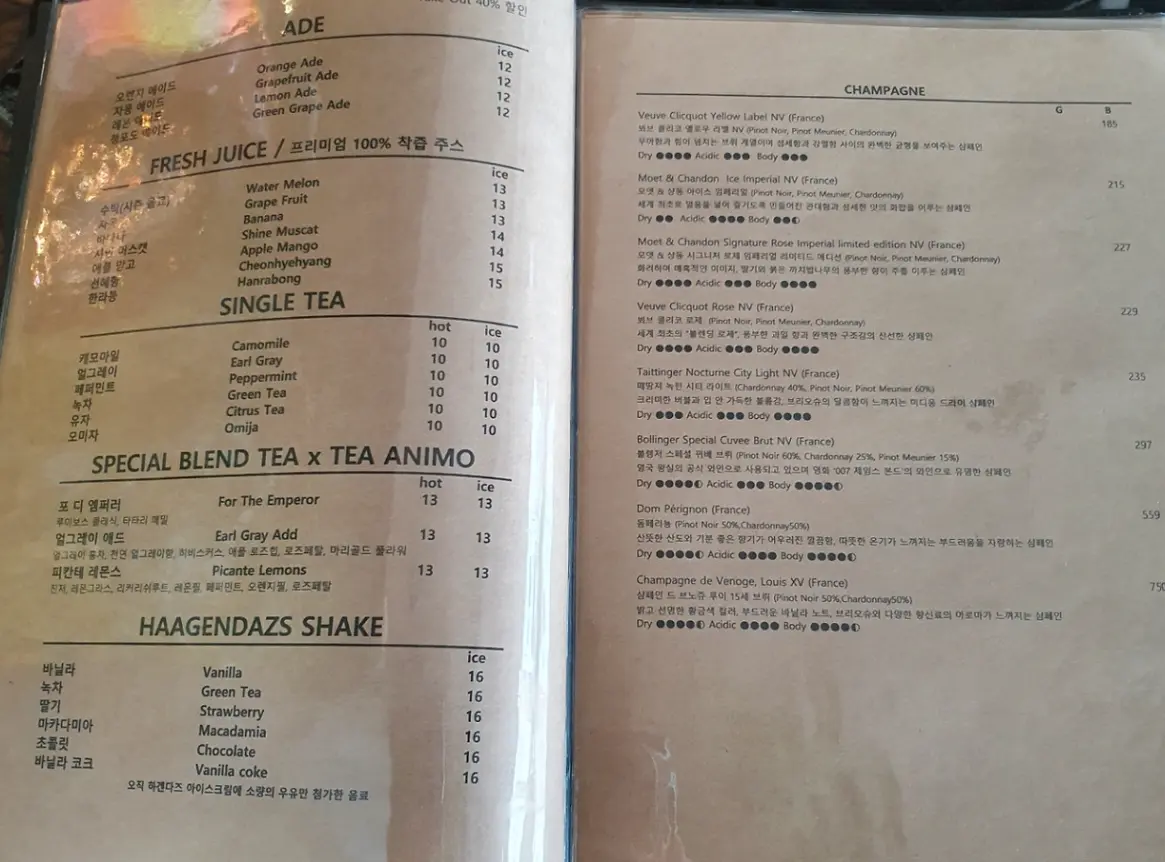 Out 40% 할인
ADE
ice
오렌지 에이드 Orange Ade 12
자몽 에이드 Grapefruit Ade 12
레몬 에이드 Lemon Ade 12
청포도 에이드 Green Grape Ade 12
FRESH JUICE / 프리미엄 100% 착즙 주스
ice
수박(시즌 음료) Water Melon 13
Grape Fruit 13
바나나 Banana 13
샤인 머스캣 Shine Muscat 14
애플 망고 Apple Mango 14
천혜향 Cheonhyehyang 15
한라봉 Hanrabong 15
SINGLE TEA
hot ice
캐모마일 Camomile 10 10
얼그레이 Earl Gray 10 10
페퍼민트 Peppermint 10 10
녹차 Green Tea 10 10
유자 Citrus Tea 10 10
오미자 Omija 10 10
SPECIAL BLEND TEA x TEA ANIMO
hot ice
포 디 엠퍼러 For The Emperor 13 13
루이보스 클래식, 타타리 메밀
얼그레이 애드 Earl Gray Add 13 13
얼그레이 홍차, 천연 얼그레이향, 히비스커스, 애플 로즈힙, 로즈페탈, 마리골드 플라워
피칸테 레몬스 Picante Lemons 13 13
진저, 레몬그라스, 리커리쉬루트, 레몬필, 페퍼민트, 오렌지필, 로즈페탈
HAAGENDAZS SHAKE
ice
바닐라 Vanilla 16
녹차 Green Tea 16
딸기 Strawberry 16
마카다미아 Macadamia 16
초콜릿 Chocolate 16
바닐라 코크 Vanilla coke 16
오직 하겐다즈 아이스크림에 소량의 우유만 첨가한 음료
CHAMPAGNE
G B
Veuve Clicquot Yellow Label NV (France) 185
뵈브 클리코 옐로우 라벨 NV (Pinot Noir, Pinot Meunier, Chardonnay)
우아함과 힘이 넘치는 브뤼 계열이며 섬세함과 강렬함 사이의 완벽한 균형을 보여주는 샴페인
Dry ●●●● Acidic ●●● Body ●●●
Moet & Chandon Ice Imperial NV (France) 215
모엣 & 샹동 아이스 임페리얼 (Pinot Noir, Pinot Meunier, Chardonnay)
세계 최초로 얼음을 넣어 즐기도록 만들어진 관대함과 섬세한 맛의 화합을 이루는 샴페인
Dry ●● Acidic ●●●● Body ●●◐
Moet & Chandon Signature Rose Imperial limited edition NV (France) 227
모엣 & 샹동 시그니처 로제 임페리얼 리미티드 에디션 (Pinot Noir, Pinot Meunier, Chardonnay)
화려하며 매혹적인 이미지, 딸기와 붉은 까치밥나무의 풍부한 향이 주를 이루는 샴페인
Dry ●●●● Acidic ●●● Body ●●●●
Veuve Clicquot Rose NV (France) 229
뵈브 클리코 로제 (Pinot Noir, Pinot Meunier, Chardonnay)
세계 최초의 "블렌딩 로제", 풍부한 과일 향과 완벽한 구조감의 신선한 샴페인
Dry ●●●● Acidic ●●● Body ●●●●
Taittinger Nocturne City Light NV (France) 235
떼땅져 녹턴 시티 라이트 (Chardonnay 40%, Pinot Noir, Pinot Meunier 60%)
크리미한 버블과 입 안 가득한 볼륨감, 브리오슈의 달콤함이 느껴지는 미디움 드라이 샴페인
Dry ●●● Acidic ●●● Body ●●●●
Bollinger Special Cuvee Brut NV (France) 297
볼렝저 스페셜 뀌베 브뤼 (Pinot Noir 60%, Chardonnay 25%, Pinot Meunier 15%)
영국 왕실의 공식 와인으로 사용되고 있으며 영화 '007 제임스 본드'의 와인으로 유명한 샴페인
Dry ●●●●◐ Acidic ●●● Body ●●●●◐
Dom Pérignon (France) 559
돔페리뇽 (Pinot Noir 50%,Chardonnay50%)
산뜻한 산도와 기분 좋은 향기가 어우러진 깔끔함, 따뜻한 온기가 느껴지는 부드러움을 자랑하는 샴페인
Dry ●●●●◐ Acidic ●●●● Body ●●●●◐
Champagne de Venoge, Louis XV (France) 750
샴페인 드 브노쥬 루이 15세 브뤼 (Pinot Noir 50%,Chardonnay50%)
밝고 선명한 황금색 컬러, 부드러운 바닐라 노트, 브리오슈와 다양한 향신료의 아로마가 느껴지는 샴페인
Dry ●●●●◐ Acidic ●●●● Body ●●●●◐